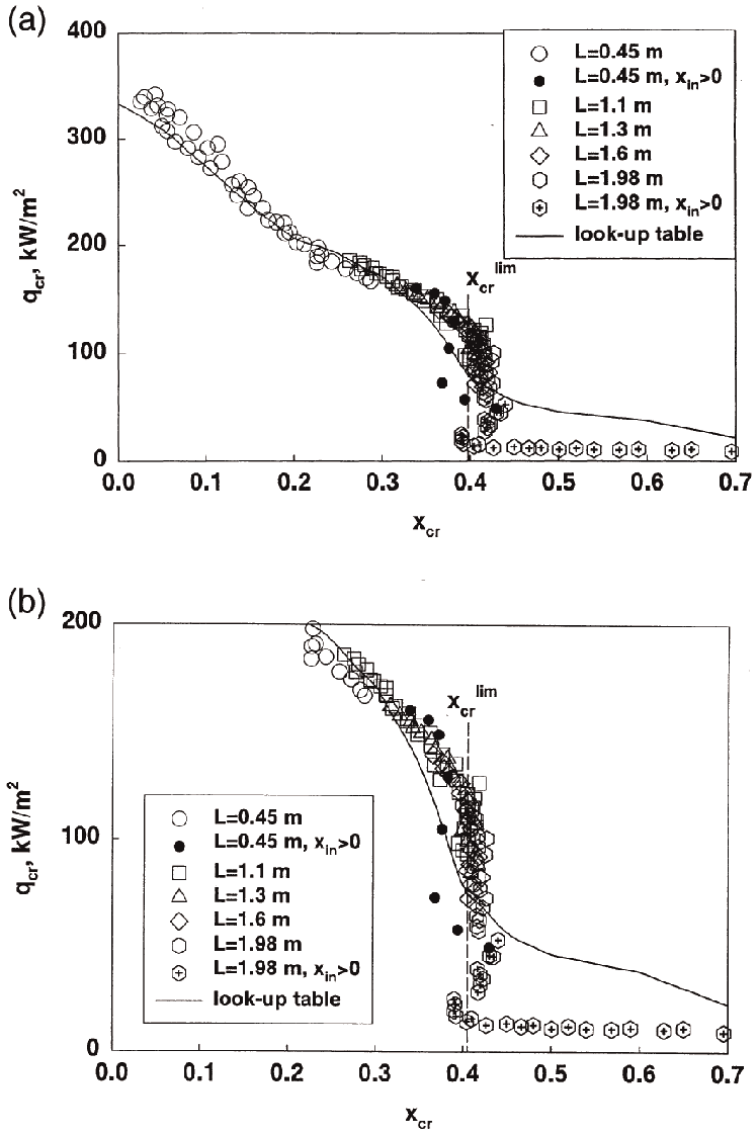 (a)
400
300
200
100
0
q_cr, kW/m²
L=0.45 m
L=0.45 m, x_in>0
L=1.1 m
L=1.3 m
L=1.6 m
L=1.98 m
L=1.98 m, x_in>0
look-up table
x_cr^lim
0.0 0.1 0.2 0.3 0.4 0.5 0.6 0.7
x_cr
(b)
200
100
0
q_cr, kW/m²
x_cr^lim
L=0.45 m
L=0.45 m, x_in>0
L=1.1 m
L=1.3 m
L=1.6 m
L=1.98 m
L=1.98 m, x_in>0
look-up table
0.0 0.1 0.2 0.3 0.4 0.5 0.6 0.7
x_cr